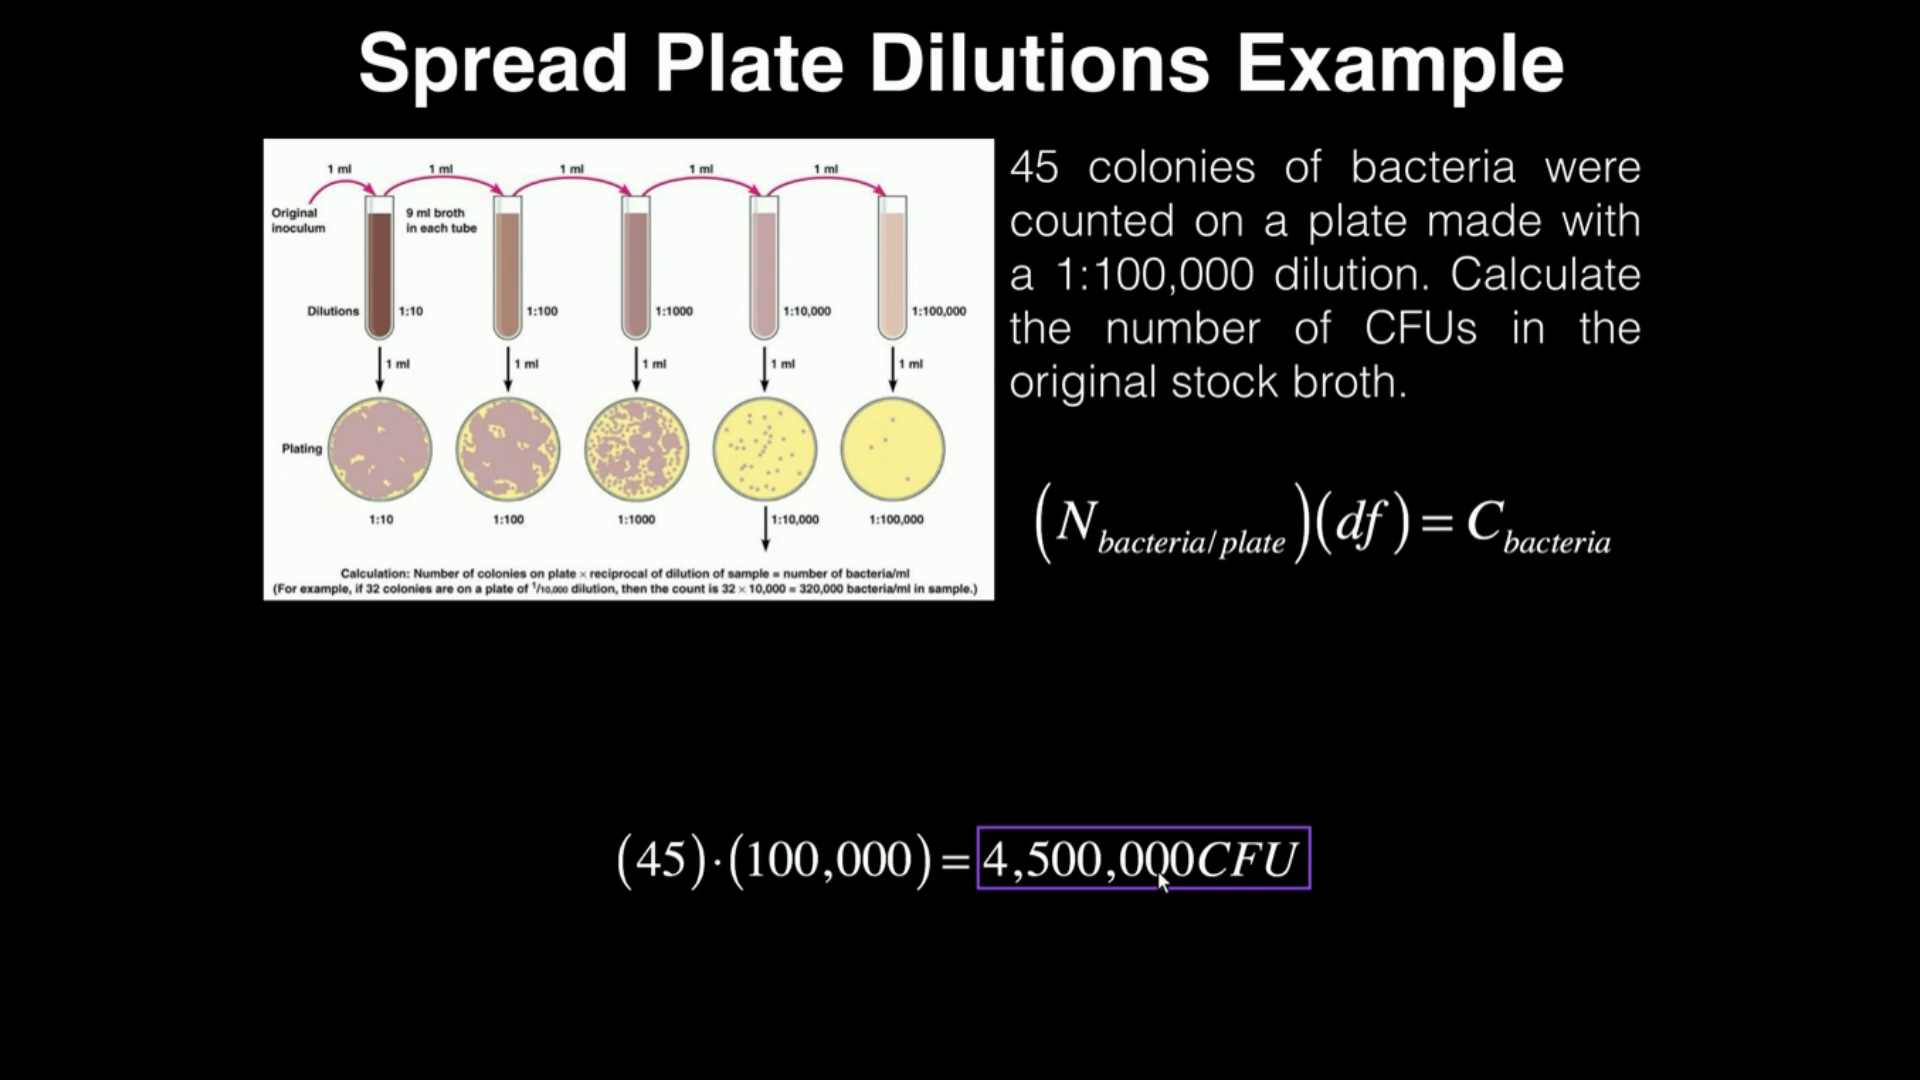 Spread Plate Dilutions Example
1 ml 1 ml 1 ml 1 ml 1 ml
Original
inoculum
9 ml broth
in each tube
Dilutions 1:10 1:100 1:1000 1:10,000 1:100,000
1 ml 1 ml 1 ml 1 ml 1 ml
Plating
1:10 1:100 1:1000 1:10,000 1:100,000
Calculation: Number of colonies on plate × reciprocal of dilution of sample = number of bacteria/ml
(For example, if 32 colonies are on a plate of 1/10,000 dilution, then the count is 32 × 10,000 = 320,000 bacteria/ml in sample.)
45 colonies of bacteria were
counted on a plate made with
a 1:100,000 dilution. Calculate
the number of CFUs in the
original stock broth.
(N bacteria/plate)(df) = C bacteria
(45)·(100,000) = 4,500,000CFU